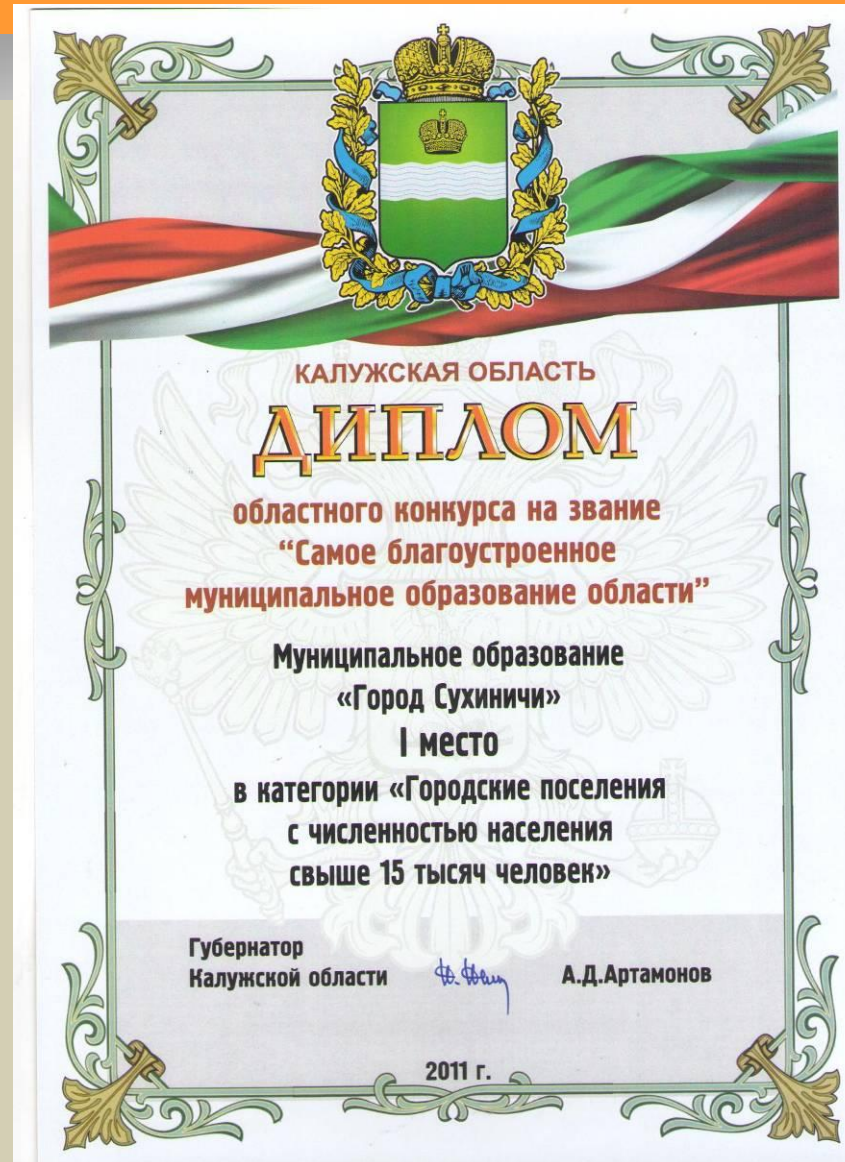 КАЛУЖСКАЯ ОБЛАСТЬ
ДИПЛОМ
областного конкурса на звание
“Самое благоустроенное
муниципальное образование области”
Муниципальное образование
«Город Сухиничи»
I место
в категории «Городские поселения
с численностью населения
свыше 15 тысяч человек»
Губернатор
Калужской области А.Д.Артамонов
2011 г.